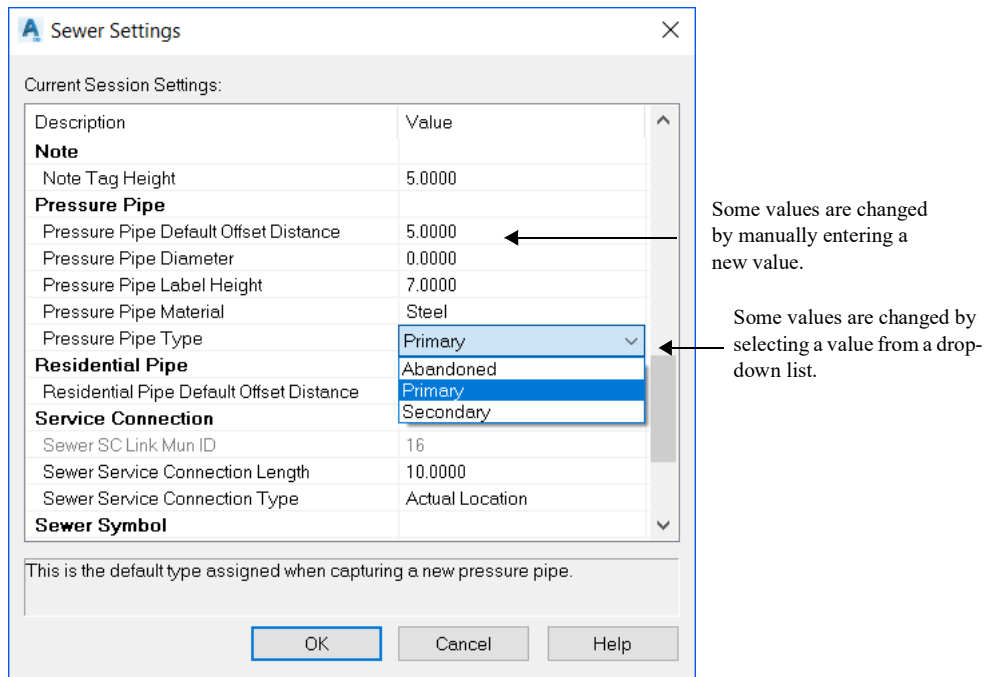 Sewer Settings
Current Session Settings:
Description Value
Note
Note Tag Height 5.0000
Pressure Pipe
Pressure Pipe Default Offset Distance 5.0000
Pressure Pipe Diameter 0.0000
Pressure Pipe Label Height 7.0000
Pressure Pipe Material Steel
Pressure Pipe Type Primary
Abandoned
Primary
Secondary
Residential Pipe
Residential Pipe Default Offset Distance
Service Connection
Sewer SC Link Mun ID 16
Sewer Service Connection Length 10.0000
Sewer Service Connection Type Actual Location
Sewer Symbol
This is the default type assigned when capturing a new pressure pipe.
OK Cancel Help
Some values are changed
by manually entering a
new value.
Some values are changed by
selecting a value from a drop-
down list.